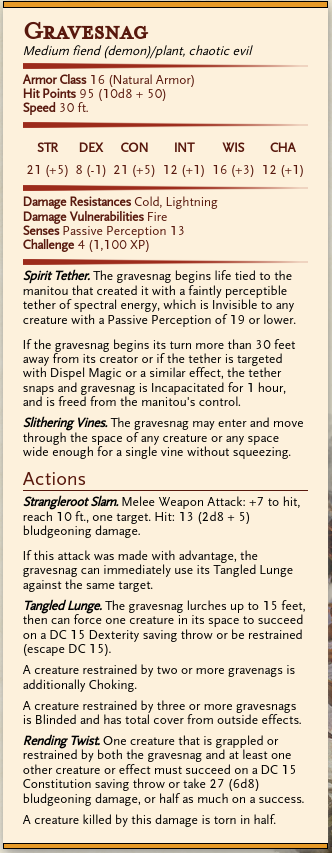 Gravesnag
Medium fiend (demon)/plant, chaotic evil
Armor Class 16 (Natural Armor)
Hit Points 95 (10d8 + 50)
Speed 30 ft.
STR DEX CON INT WIS CHA
21 (+5) 8 (-1) 21 (+5) 12 (+1) 16 (+3) 12 (+1)
Damage Resistances Cold, Lightning
Damage Vulnerabilities Fire
Senses Passive Perception 13
Challenge 4 (1,100 XP)
Spirit Tether. The gravesnag begins life tied to the
manitou that created it with a faintly perceptible
tether of spectral energy, which is Invisible to any
creature with a Passive Perception of 19 or lower.
If the gravesnag begins its turn more than 30 feet
away from its creator or if the tether is targeted
with Dispel Magic or a similar effect, the tether
snaps and gravesnag is Incapacitated for 1 hour,
and is freed from the manitou's control.
Slithering Vines. The gravesnag may enter and move
through the space of any creature or any space
wide enough for a single vine without squeezing.
Actions
Strangleroot Slam. Melee Weapon Attack: +7 to hit,
reach 10 ft., one target. Hit: 13 (2d8 + 5)
bludgeoning damage.
If this attack was made with advantage, the
gravesnag can immediately use its Tangled Lunge
against the same target.
Tangled Lunge. The gravesnag lurches up to 15 feet,
then can force one creature in its space to succeed
on a DC 15 Dexterity saving throw or be restrained
(escape DC 15).
A creature restrained by two or more gravenags is
additionally Choking.
A creature restrained by three or more gravesnags
is Blinded and has total cover from outside effects.
Rending Twist. One creature that is grappled or
restrained by both the gravesnag and at least one
other creature or effect must succeed on a DC 15
Constitution saving throw or take 27 (6d8)
bludgeoning damage, or half as much on a success.
A creature killed by this damage is torn in half.